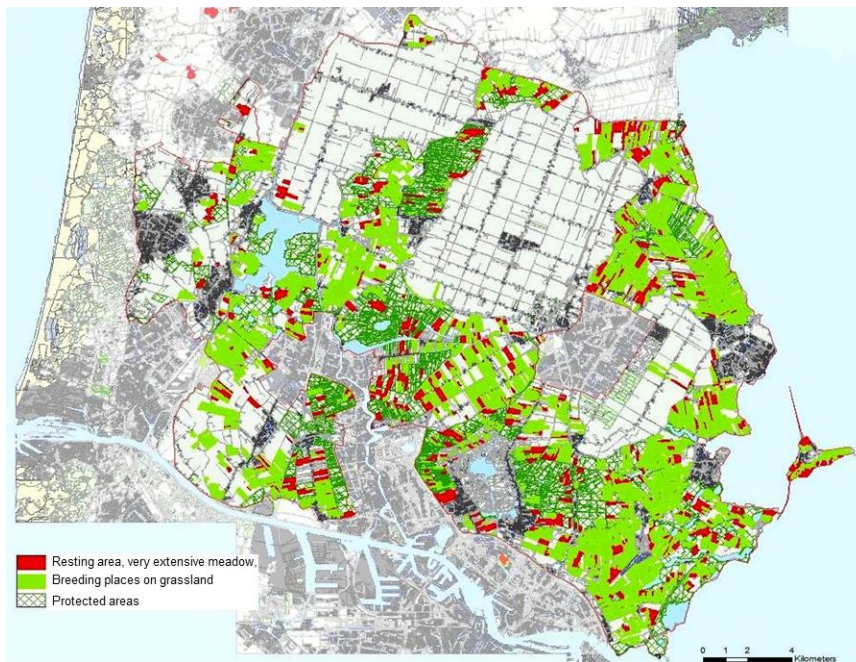 Resting area, very extensive meadow,
Breeding places on grassland
Protected areas
0 1 2 4
Kilometers